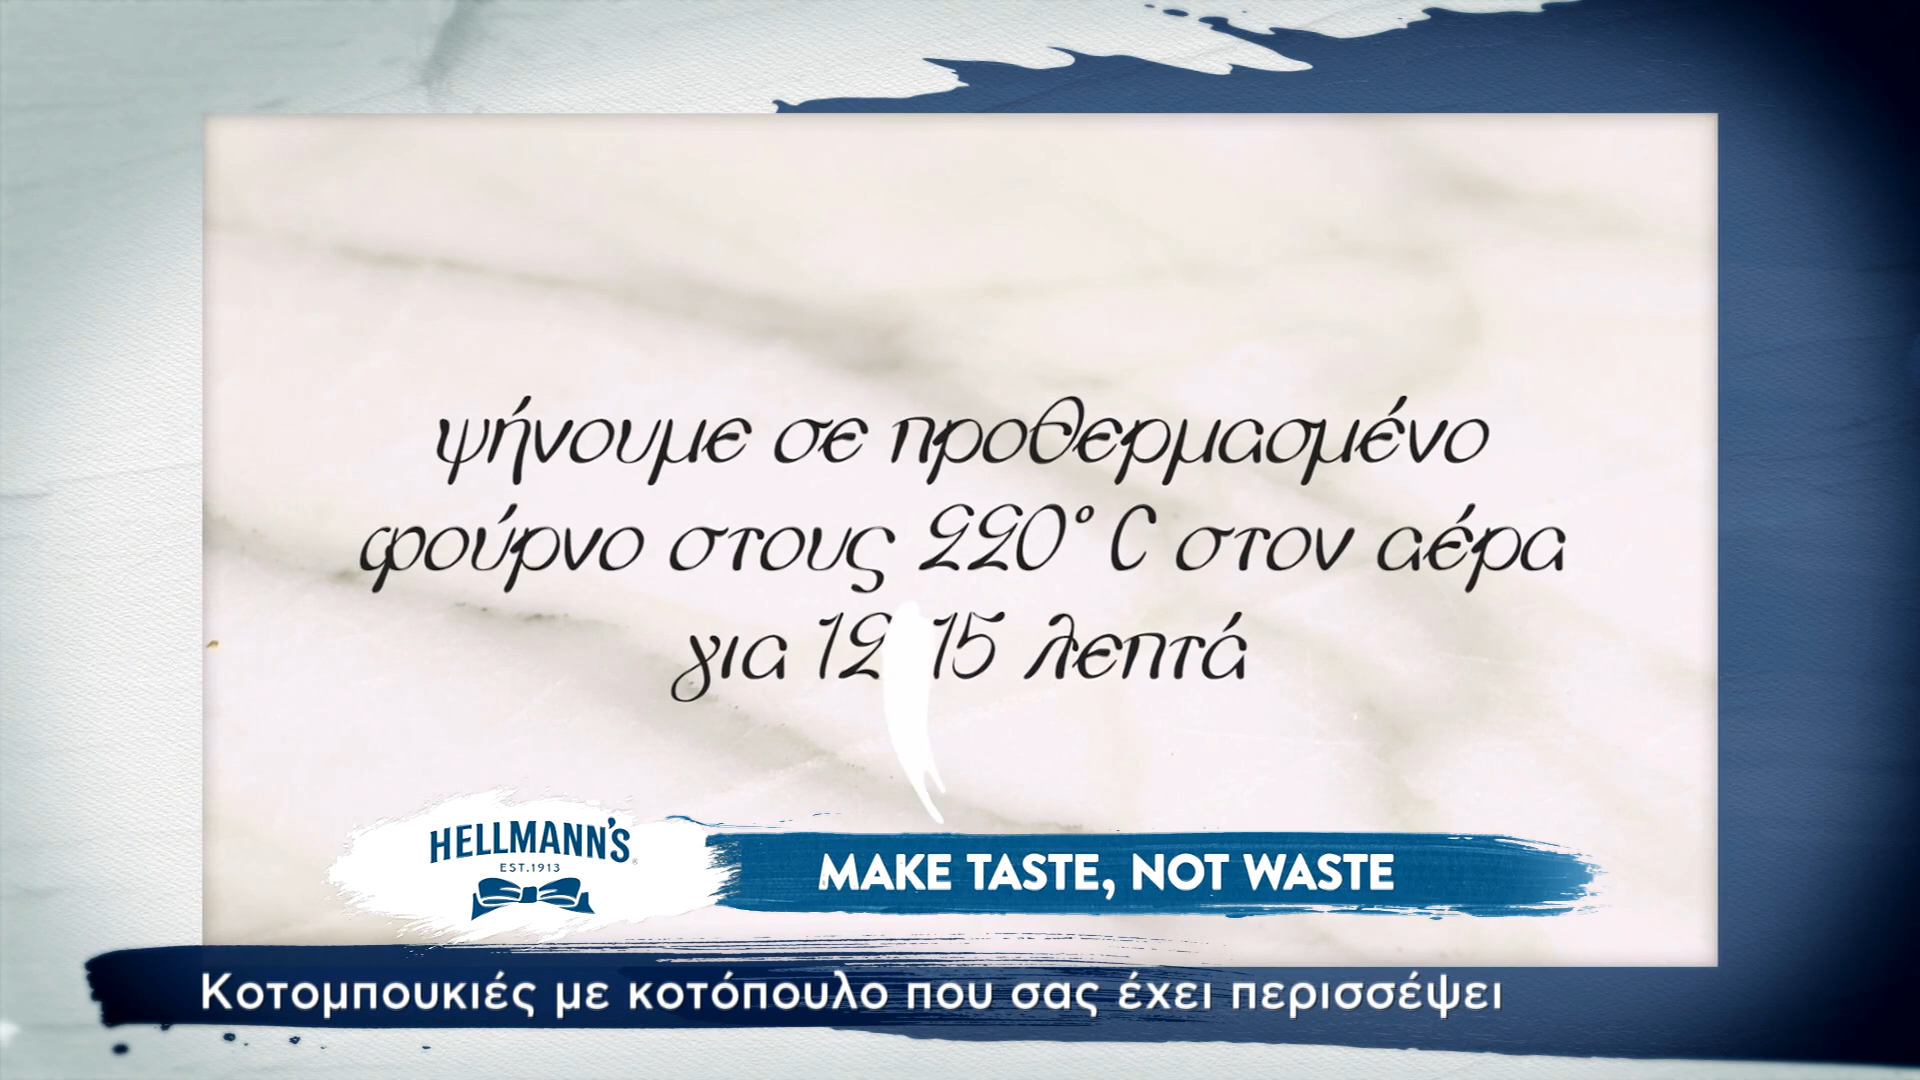 ψήνουμε σε προθερμασμένο
φούρνο στους 220° C στον αέρα
για 12 15 λεπτά
HELLMANN'S
EST.1913
MAKE TASTE, NOT WASTE
Κοτομπουκιές με κοτόπουλο που σας έχει περισσέψει